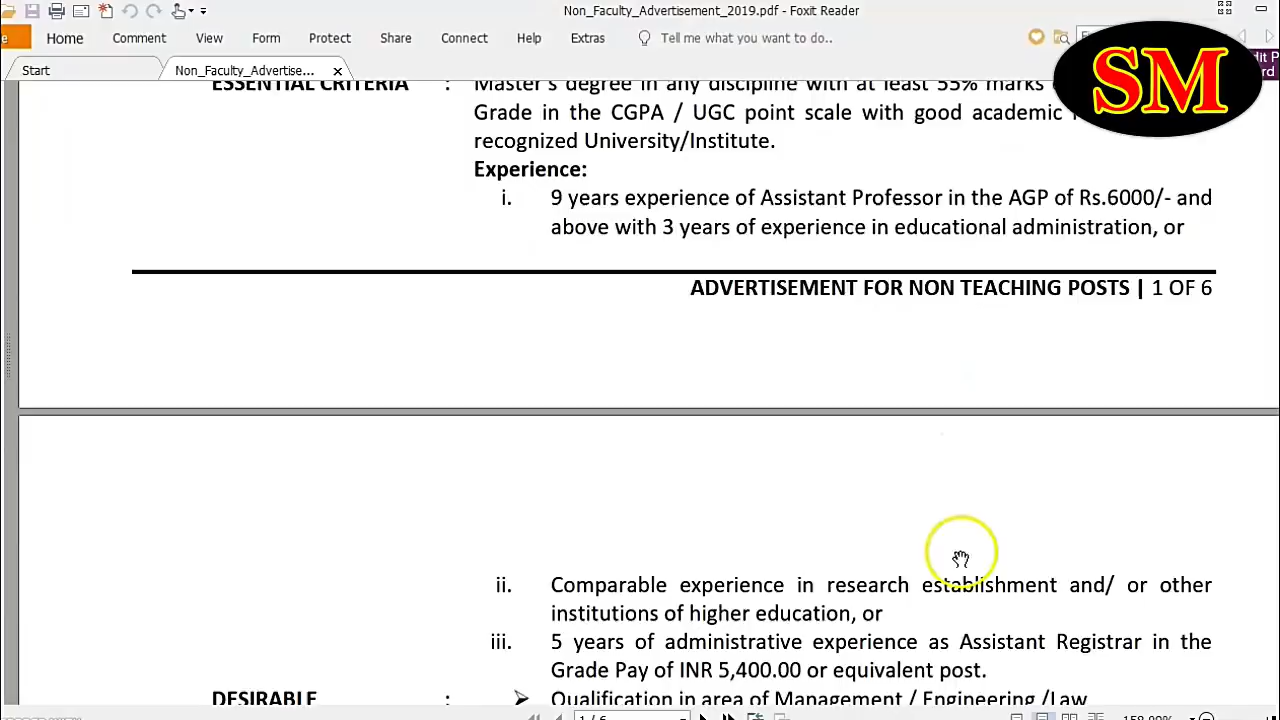 Non_Faculty_Advertisement_2019.pdf - Foxit Reader
Home Comment View Form Protect Share Connect Help Extras Tell me what you want to do..
Start Non_Faculty_Advertise...
SM
ESSENTIAL CRITERIA : Master's degree in any discipline with at least 55% marks
Grade in the CGPA / UGC point scale with good academic
recognized University/Institute.
Experience:
i. 9 years experience of Assistant Professor in the AGP of Rs.6000/- and
above with 3 years of experience in educational administration, or
ADVERTISEMENT FOR NON TEACHING POSTS | 1 OF 6
ii. Comparable experience in research establishment and/ or other
institutions of higher education, or
iii. 5 years of administrative experience as Assistant Registrar in the
Grade Pay of INR 5,400.00 or equivalent post.
DESIRABLE : ➢ Qualification in area of Management / Engineering /Law
1 / 6 158.00%